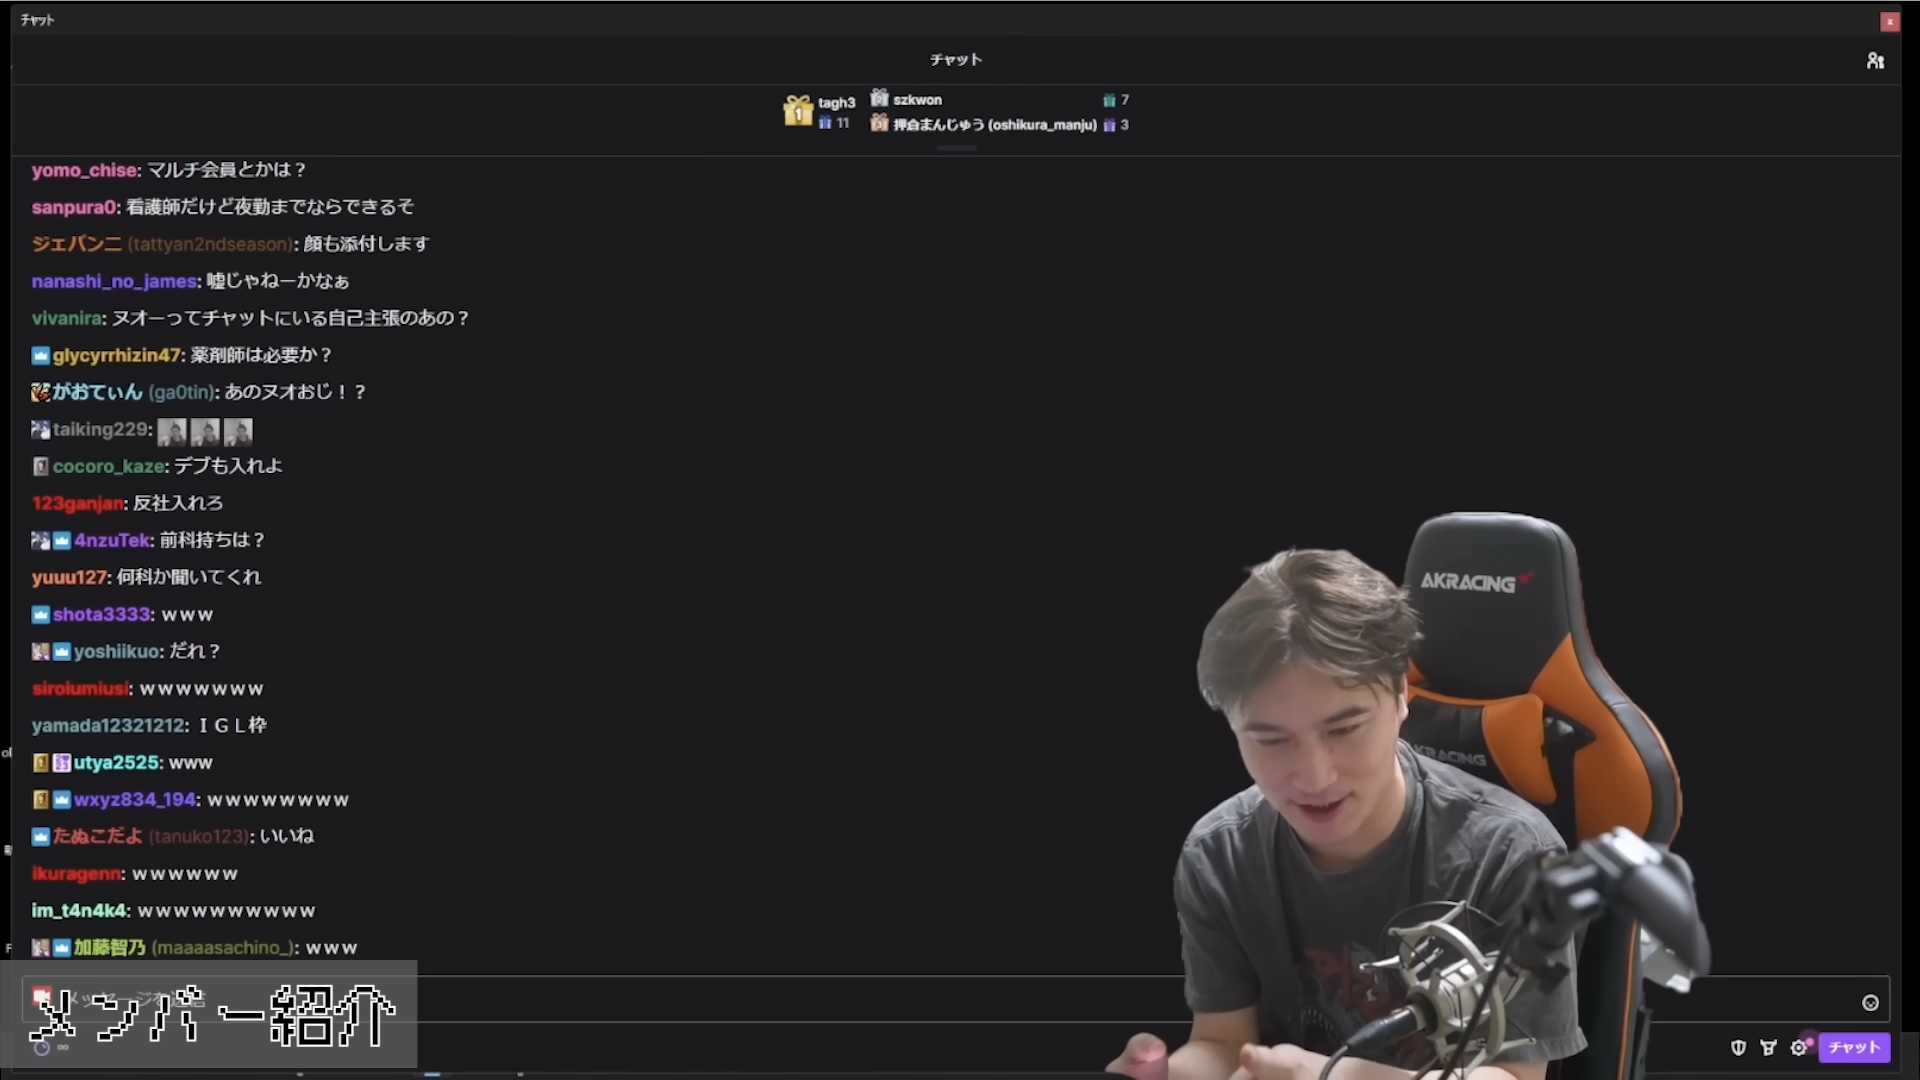 チャット
x
チャット
1 tagh3 11
szkwon 7
押倉まんじゅう (oshikura_manju) 3
yomo_chise: マルチ会員とかは？
sanpura0: 看護師だけど夜勤までならできるぞ
ジェパン二 (tattyan2ndseason): 顔も添付します
nanashi_no_james: 嘘じゃねーかなぁ
vivanira: ヌオーってチャットにいる自己主張のあの？
glycyrrhizin47: 薬剤師は必要か？
がおてぃん (ga0tin): あのヌオおじ！？
taiking229:
cocoro_kaze: デブも入れよ
123ganjan: 反社入れろ
4nzuTek: 前科持ちは？
yuuu127: 何科か聞いてくれ
shota3333: ｗｗｗ
yoshiikuo: だれ？
siroiumiusi: ｗｗｗｗｗｗｗ
yamada12321212: ＩＧＬ枠
utya2525: www
wxyz834_194: ｗｗｗｗｗｗｗｗ
たぬこだよ (tanuko123): いいね
ikuragenn: ｗｗｗｗｗｗ
im_t4n4k4: ｗｗｗｗｗｗｗｗｗｗ
加藤智乃 (maaaasachino_): ｗｗｗ
メンバー紹介
チャット
AKRACING
AKRACING